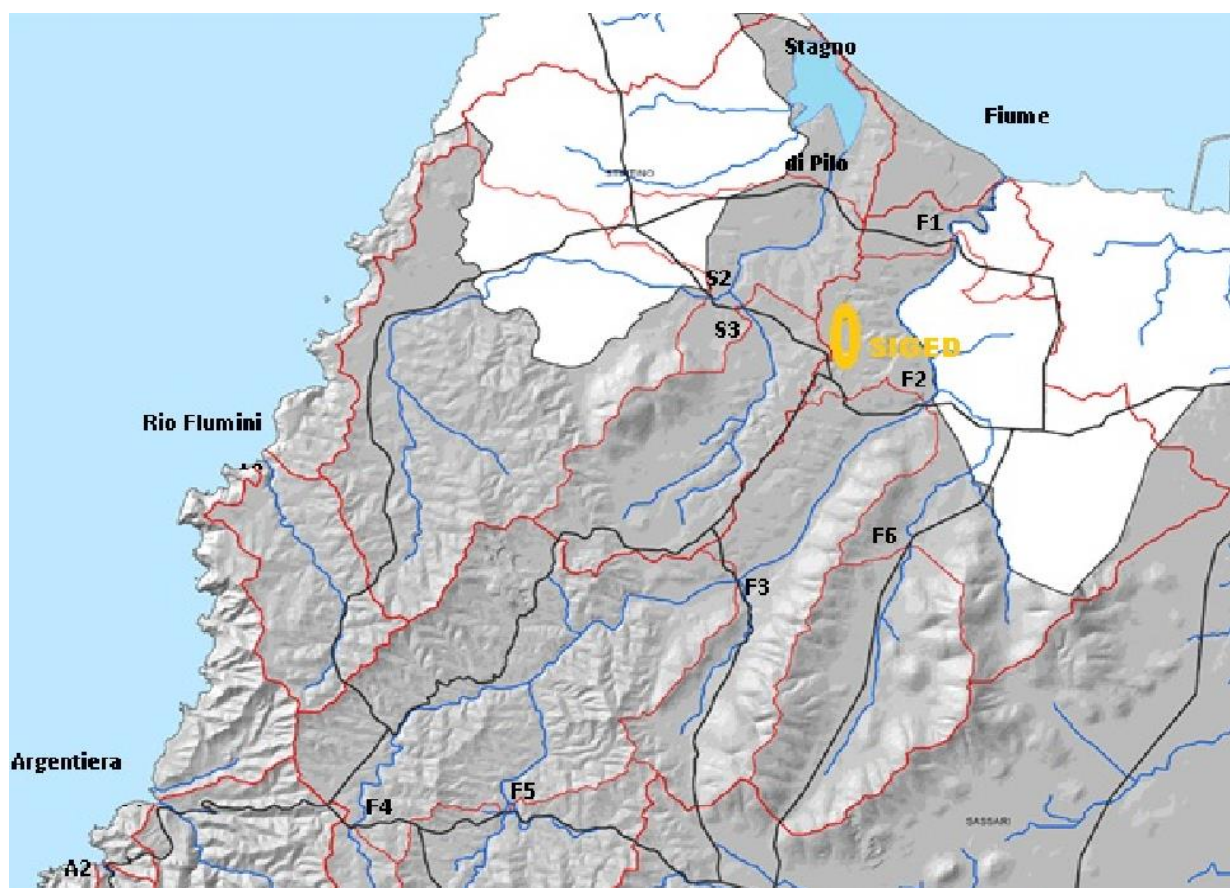 Stagno
Fiume
di Pilo
F1
S2
S3
SIGED
F2
Rio Flumini
F6
F3
Argentiera
F4
F5
SASSARI
A2